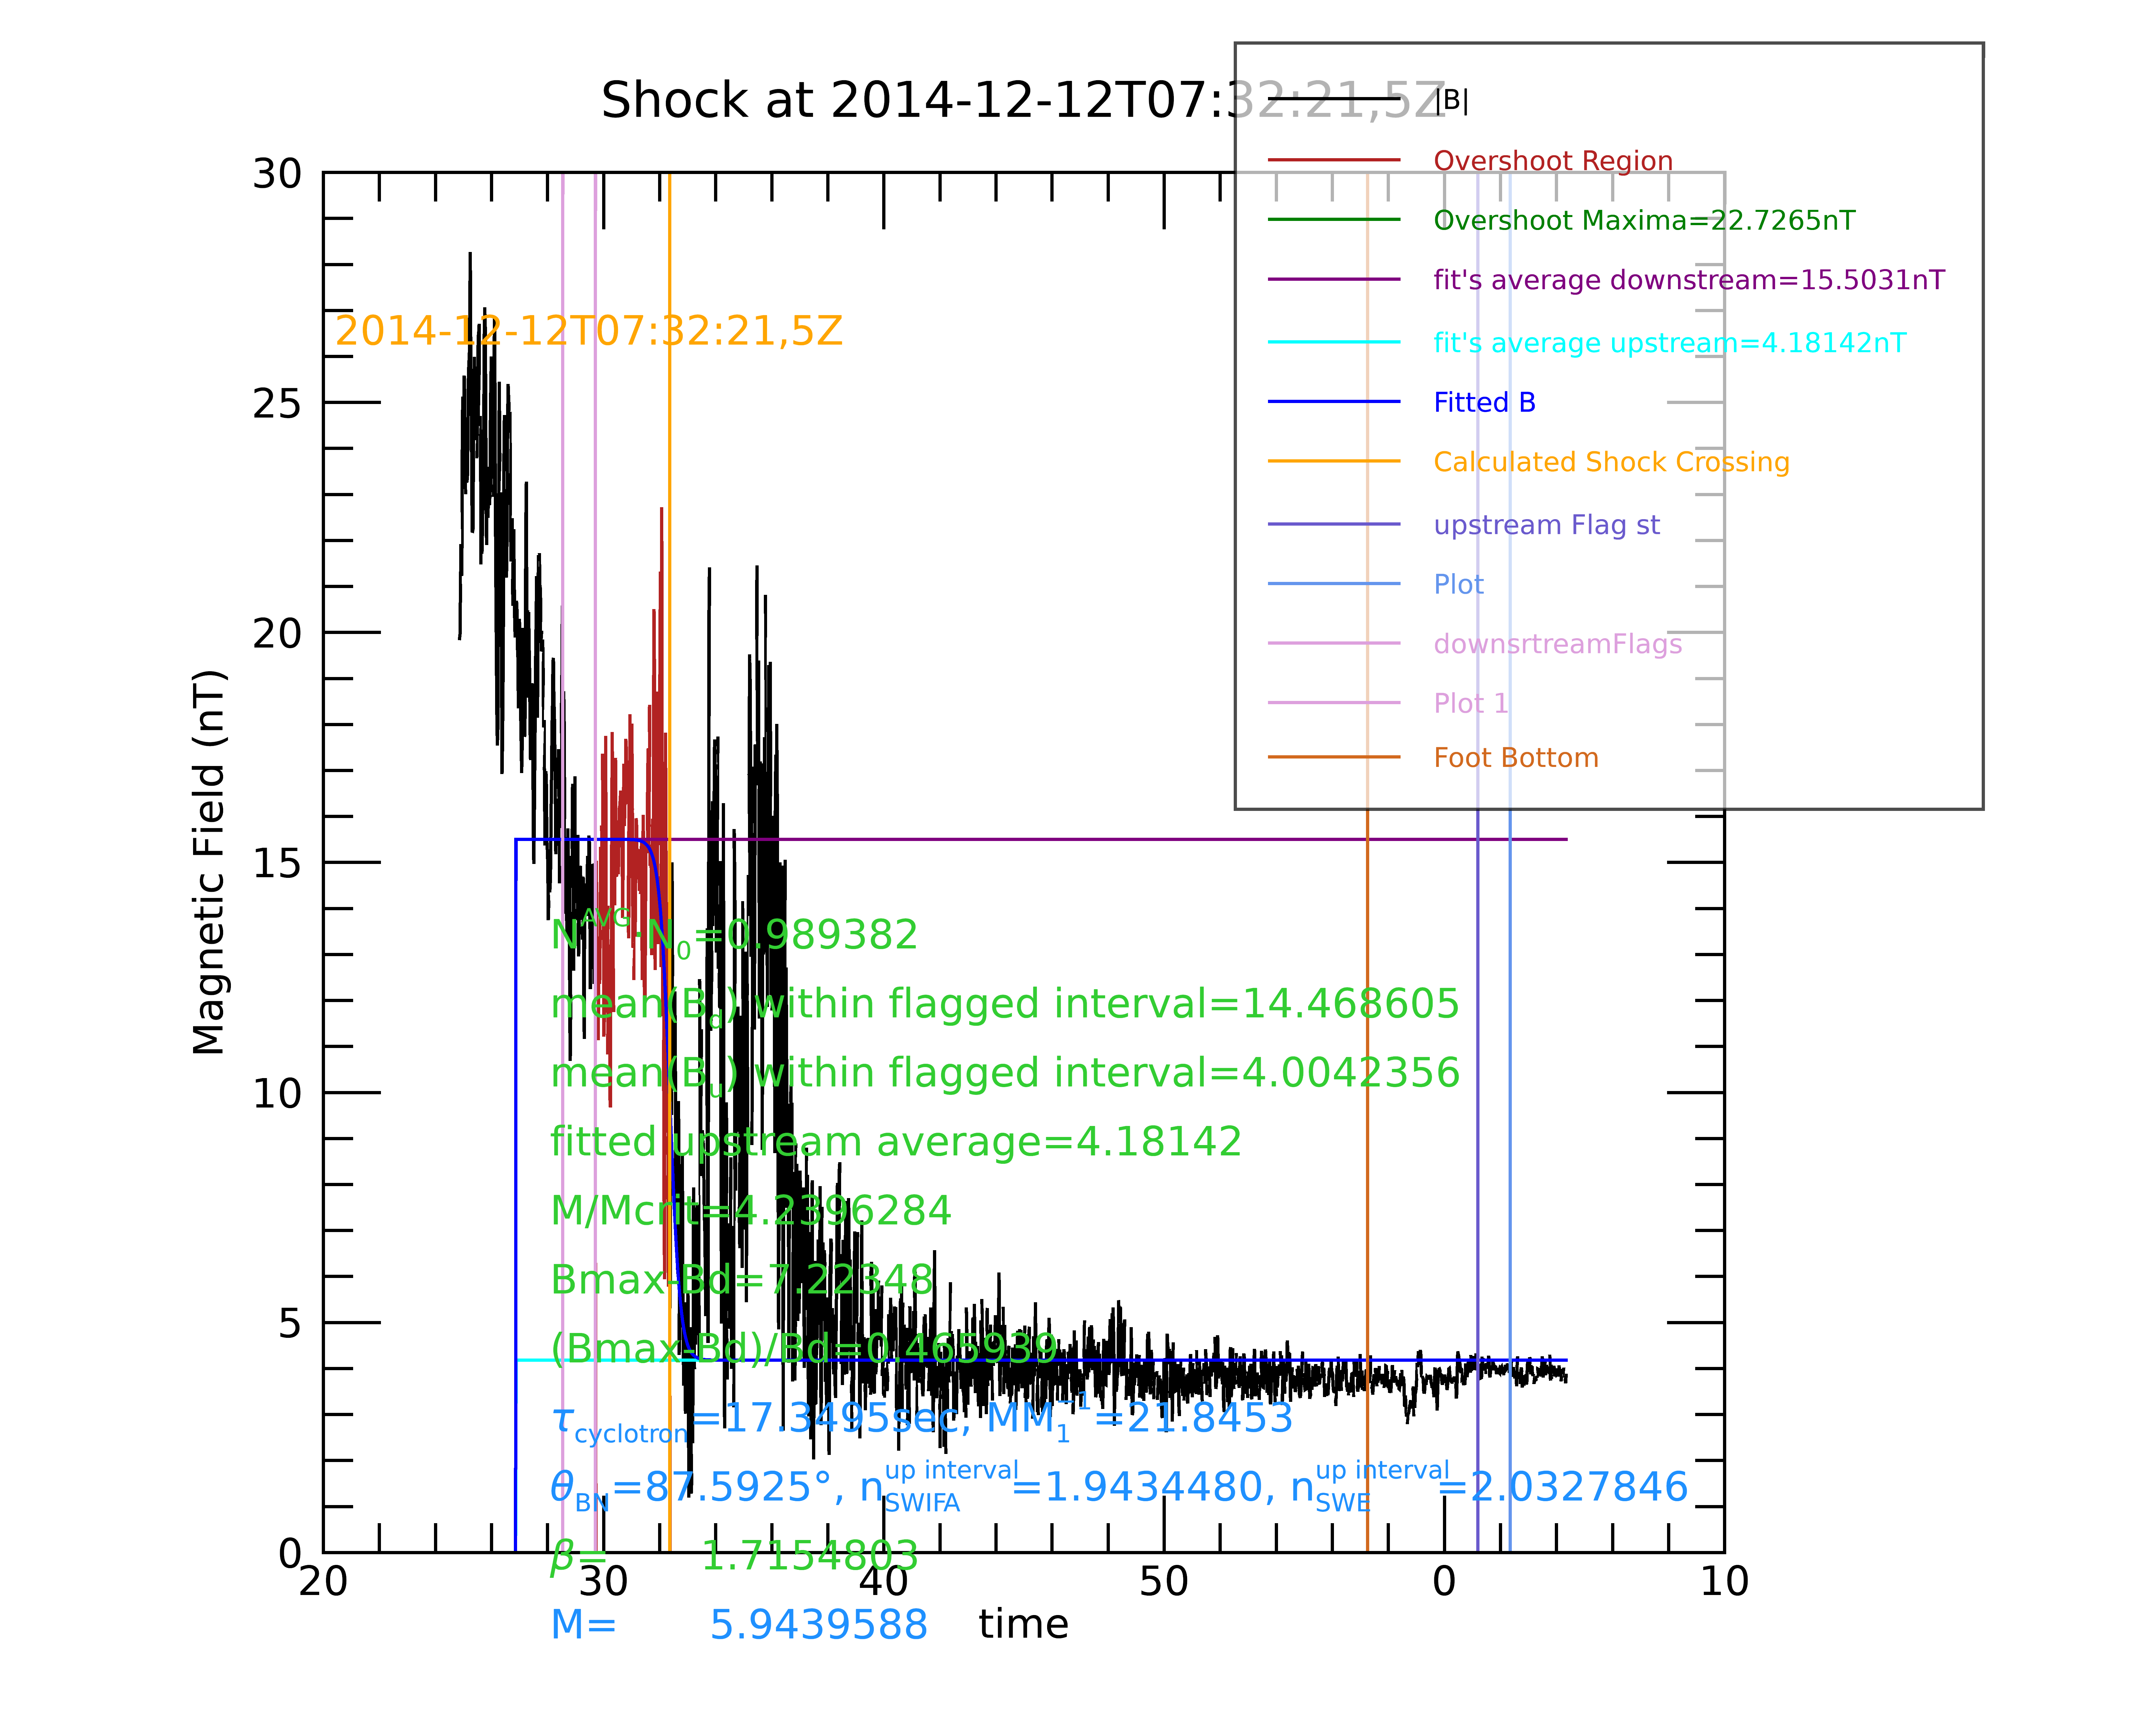 Shock at 2014-12-12T07:32:21,5Z
|B|
Overshoot Region
Overshoot Maxima=22.7265nT
fit's average downstream=15.5031nT
fit's average upstream=4.18142nT
Fitted B
Calculated Shock Crossing
upstream Flag st
Plot
downsrtreamFlags
Plot 1
Foot Bottom
30
25
20
15
10
5
0
Magnetic Field (nT)
2014-12-12T07:32:21,5Z
N^AVG·N_0=0.989382
mean(B_d) within flagged interval=14.468605
mean(B_u) within flagged interval=4.0042356
fitted upstream average=4.18142
M/Mcrit=4.2396284
Bmax-Bd=7.22348
(Bmax-Bd)/Bd=0.465939
τ_cyclotron=17.3495sec, MM_1^-1=21.8453
θ_BN=87.5925°, n_SWIFA^up interval=1.9434480, n_SWE^up interval=2.0327846
β= 1.7154803
20 30 40 50 0 10
M= 5.9439588
time